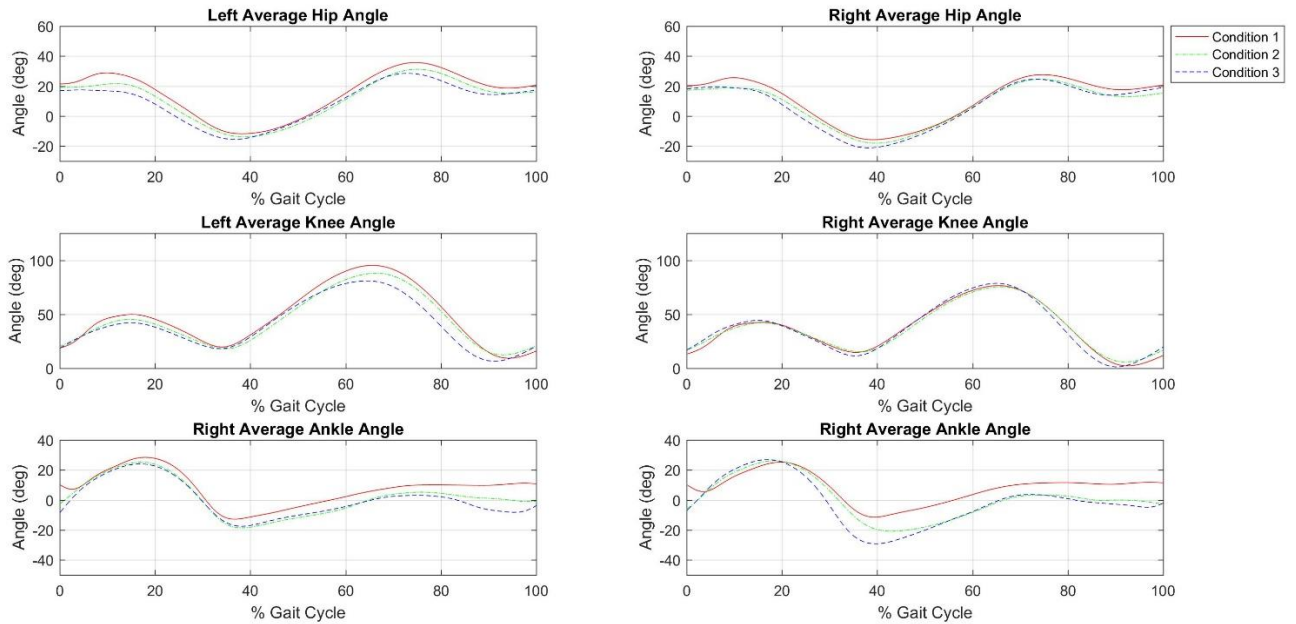 Left Average Hip Angle
Angle (deg)
60
40
20
0
-20
0 20 40 60 80 100
% Gait Cycle
Right Average Hip Angle
Angle (deg)
60
40
20
0
-20
0 20 40 60 80 100
% Gait Cycle
Condition 1
Condition 2
Condition 3
Left Average Knee Angle
Angle (deg)
100
50
0
0 20 40 60 80 100
% Gait Cycle
Right Average Knee Angle
Angle (deg)
100
50
0
0 20 40 60 80 100
% Gait Cycle
Right Average Ankle Angle
Angle (deg)
40
20
0
-20
-40
0 20 40 60 80 100
% Gait Cycle
Right Average Ankle Angle
Angle (deg)
40
20
0
-20
-40
0 20 40 60 80 100
% Gait Cycle